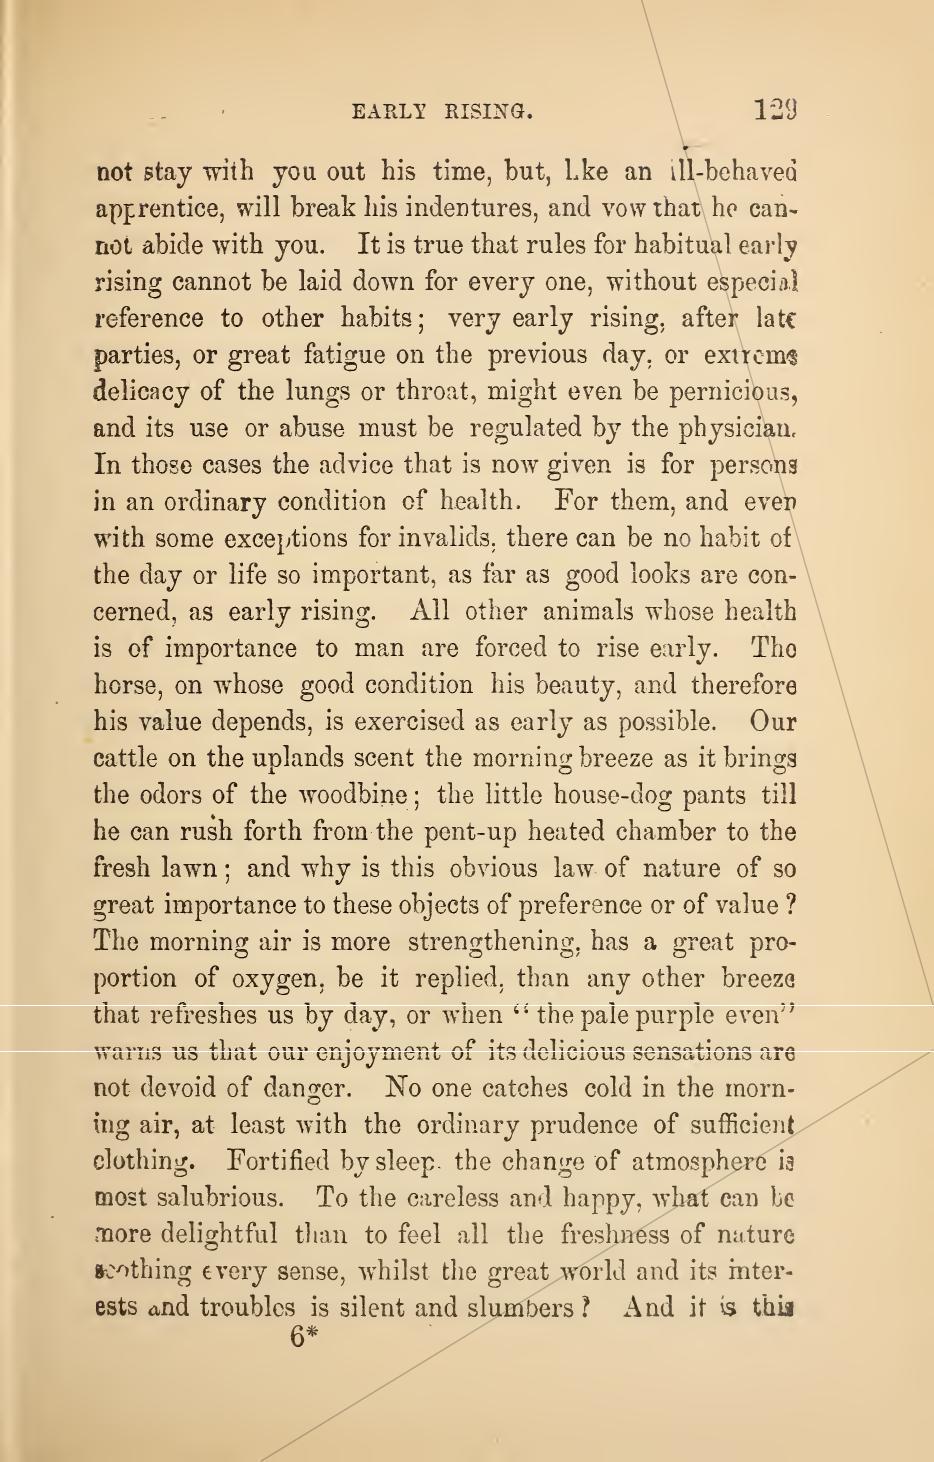 EARLY RISING. 129
not stay with you out his time, but, like an ill-behaved
apprentice, will break his indentures, and vow that he can-
not abide with you. It is true that rules for habitual early
rising cannot be laid down for every one, without especial
reference to other habits; very early rising, after late
parties, or great fatigue on the previous day, or extreme
delicacy of the lungs or throat, might even be pernicious,
and its use or abuse must be regulated by the physician.
In those cases the advice that is now given is for persons
in an ordinary condition of health. For them, and even
with some exceptions for invalids, there can be no habit of
the day or life so important, as far as good looks are con-
cerned, as early rising. All other animals whose health
is of importance to man are forced to rise early. The
horse, on whose good condition his beauty, and therefore
his value depends, is exercised as early as possible. Our
cattle on the uplands scent the morning breeze as it brings
the odors of the woodbine; the little house-dog pants till
he can rush forth from the pent-up heated chamber to the
fresh lawn; and why is this obvious law of nature of so
great importance to these objects of preference or of value?
The morning air is more strengthening, has a great pro-
portion of oxygen, be it replied, than any other breeze
that refreshes us by day, or when "the pale purple even"
warns us that our enjoyment of its delicious sensations are
not devoid of danger. No one catches cold in the morn-
ing air, at least with the ordinary prudence of sufficient
clothing. Fortified by sleep, the change of atmosphere is
most salubrious. To the careless and happy, what can be
more delightful than to feel all the freshness of nature
soothing every sense, whilst the great world and its inter-
ests and troubles is silent and slumbers? And it is this
6*